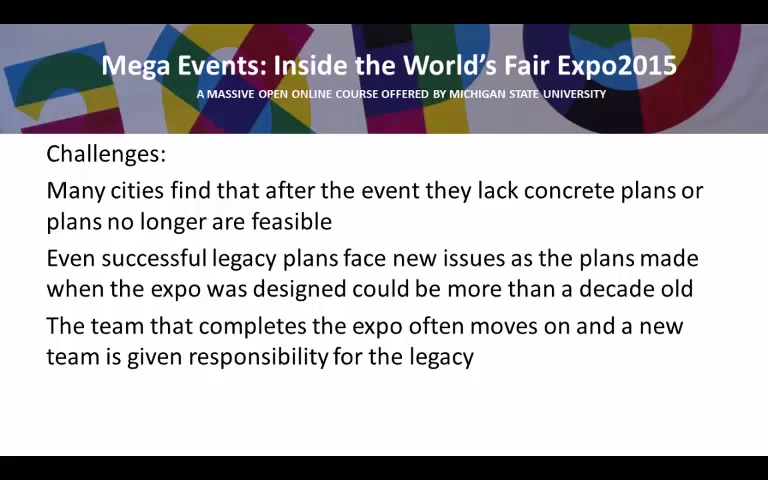 Mega Events: Inside the World's Fair Expo2015
A MASSIVE OPEN ONLINE COURSE OFFERED BY MICHIGAN STATE UNIVERSITY
Challenges:
Many cities find that after the event they lack concrete plans or
plans no longer are feasible
Even successful legacy plans face new issues as the plans made
when the expo was designed could be more than a decade old
The team that completes the expo often moves on and a new
team is given responsibility for the legacy